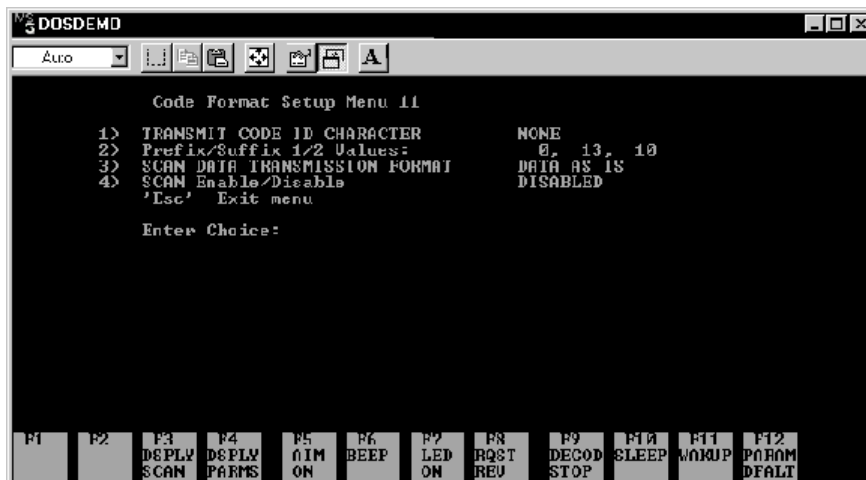 MS DOSDEMO
Auto
A
Code Format Setup Menu 11
1) TRANSMIT CODE ID CHARACTER NONE
2) Prefix/Suffix 1/2 Values: 0, 13, 10
3) SCAN DATA TRANSMISSION FORMAT DATA AS IS
4) SCAN Enable/Disable DISABLED
'Esc' Exit menu
Enter Choice:
F1 F2 F3 F4 F5 F6 F7 F8 F9 F10 F11 F12
DSPLY DSPLY AIM BEEP LED RQST DECOD SLEEP WAKUP PARAM
SCAN PARMS ON ON REV STOP DFALT